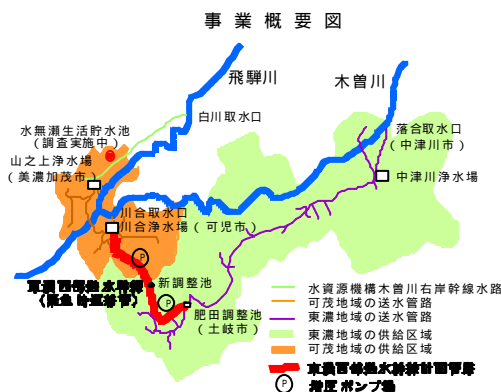 事業概要図
飛騨川
木曽川
白川取水口
水無瀬生活貯水池
(調査実施中)
山之上浄水場
(美濃加茂市)
落合取水口
(中津川市)
中津川浄水場
川合取水口
川合浄水場(可児市)
P
新調整池
P
肥田調整池
(土岐市)
水資源機構木曽川右岸幹線水路
可茂地域の送水管路
東濃地域の送水管路
東濃地域の供給区域
可茂地域の供給区域
P
増圧ポンプ場